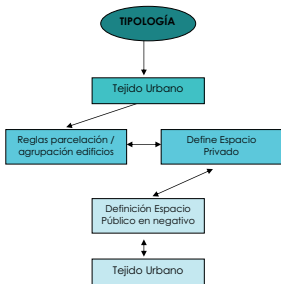 TIPOLOGÍA
Tejido Urbano
Reglas parcelación /
agrupación edificios
Define Espacio
Privado
Definición Espacio
Público en negativo
Tejido Urbano